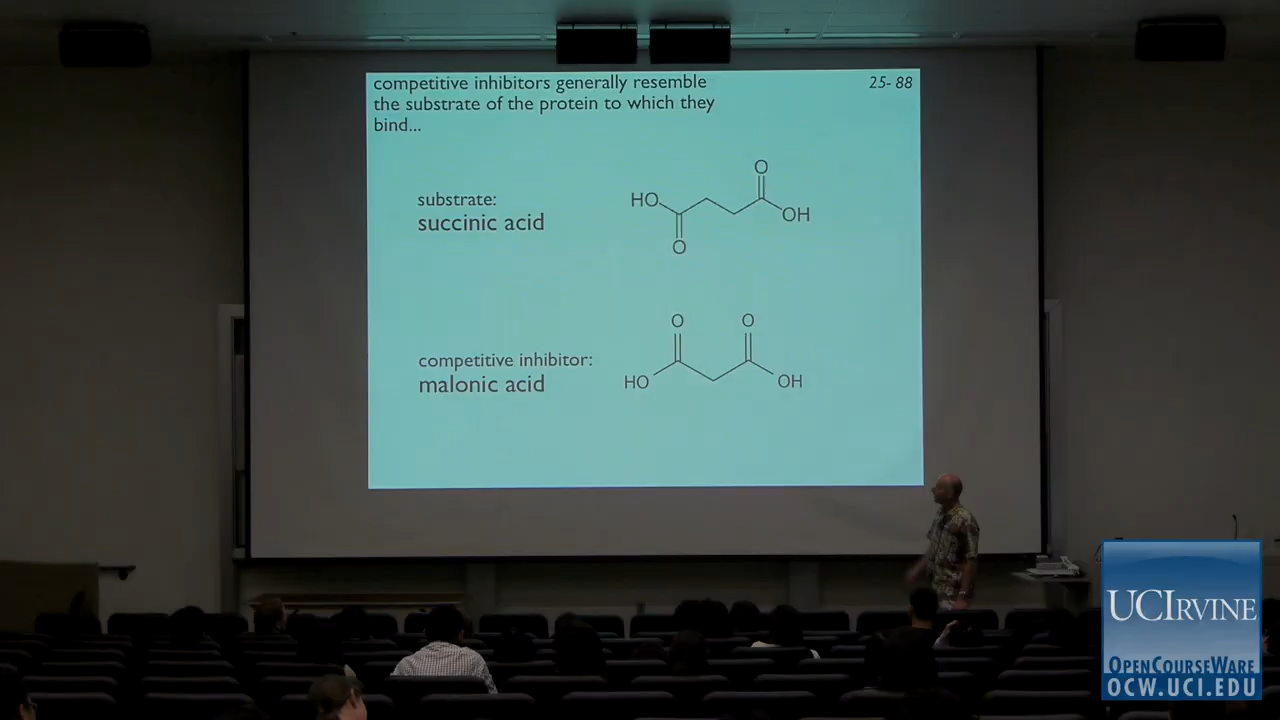 competitive inhibitors generally resemble
the substrate of the protein to which they
bind...
25- 88
substrate:
succinic acid
HO
O
O
OH
competitive inhibitor:
malonic acid
O
O
HO
OH
UCIRVINE
OPENCOURSEWARE
OCW.UCI.EDU